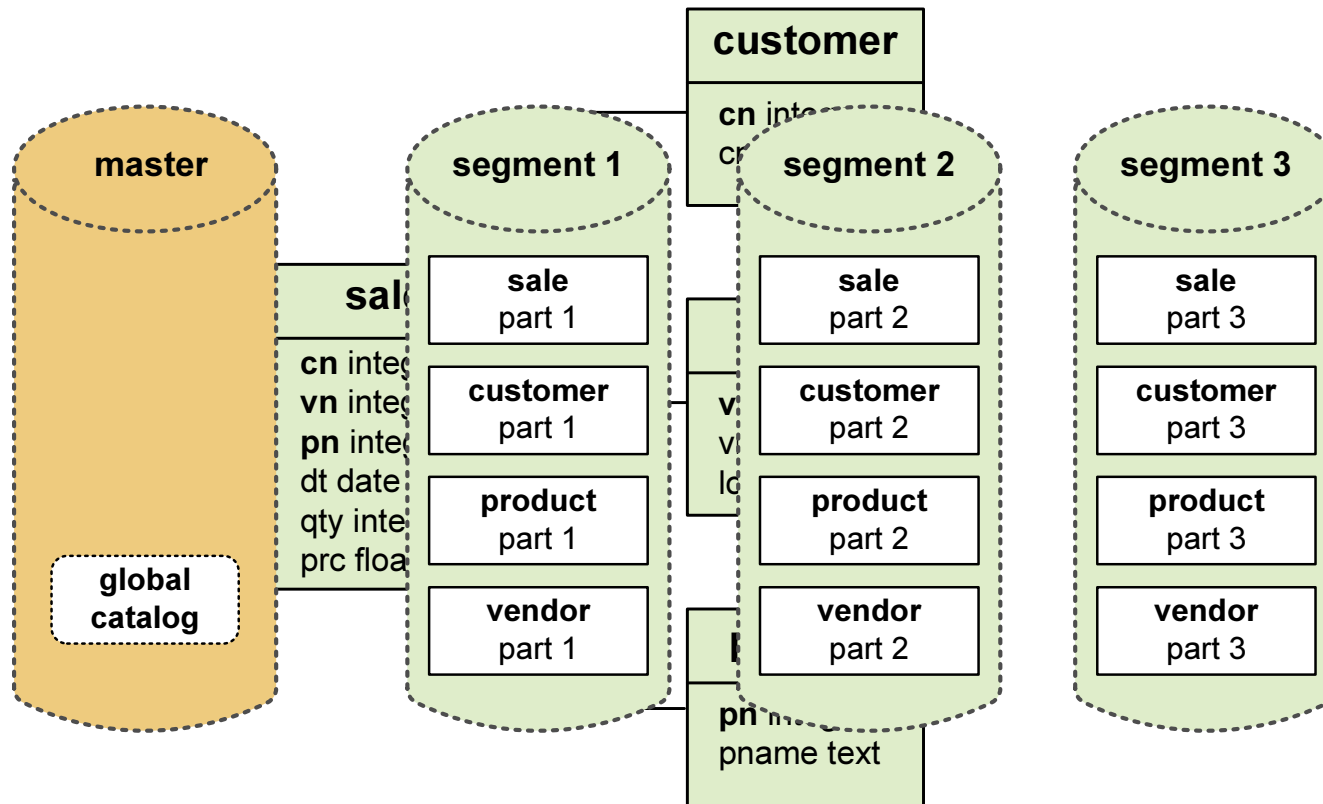 customer
cn
master
segment 1
segment 2
segment 3
cn
vn
pn
dt date
qty
prc
sale
part 1
customer
part 1
product
part 1
vendor
part 1
sale
part 2
customer
part 2
product
part 2
vendor
part 2
sale
part 3
customer
part 3
product
part 3
vendor
part 3
global
catalog
pn
pname text